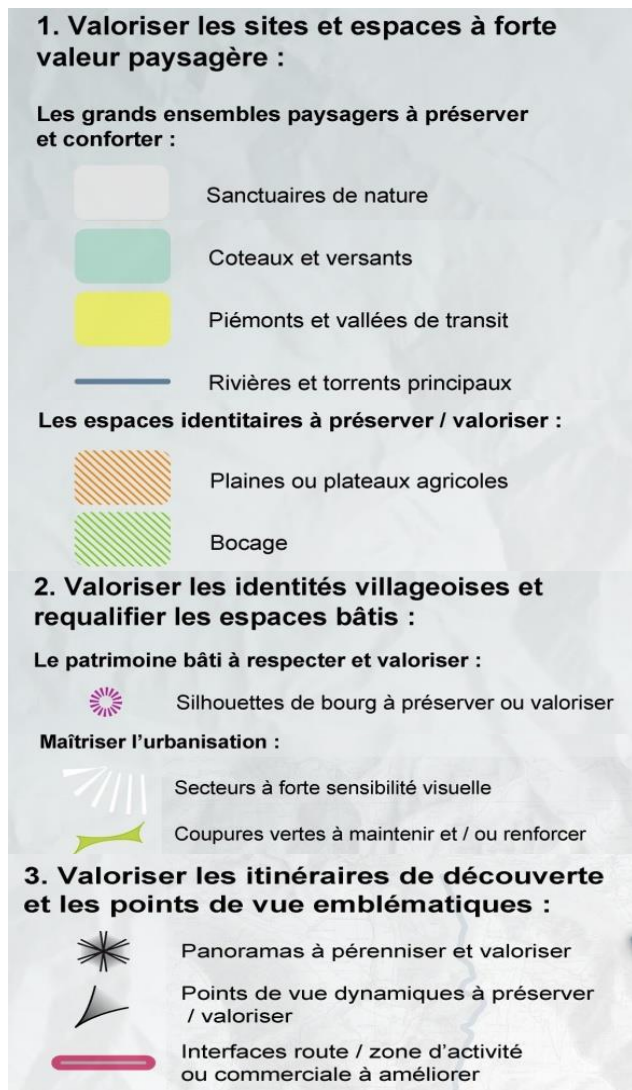 1. Valoriser les sites et espaces à forte
valeur paysagère :
Les grands ensembles paysagers à préserver
et conforter :
Sanctuaires de nature
Coteaux et versants
Piémonts et vallées de transit
Rivières et torrents principaux
Les espaces identitaires à préserver / valoriser :
Plaines ou plateaux agricoles
Bocage
2. Valoriser les identités villageoises et
requalifier les espaces bâtis :
Le patrimoine bâti à respecter et valoriser :
Silhouettes de bourg à préserver ou valoriser
Maîtriser l'urbanisation :
Secteurs à forte sensibilité visuelle
Coupures vertes à maintenir et / ou renforcer
3. Valoriser les itinéraires de découverte
et les points de vue emblématiques :
Panoramas à pérenniser et valoriser
Points de vue dynamiques à préserver
/ valoriser
Interfaces route / zone d'activité
ou commerciale à améliorer